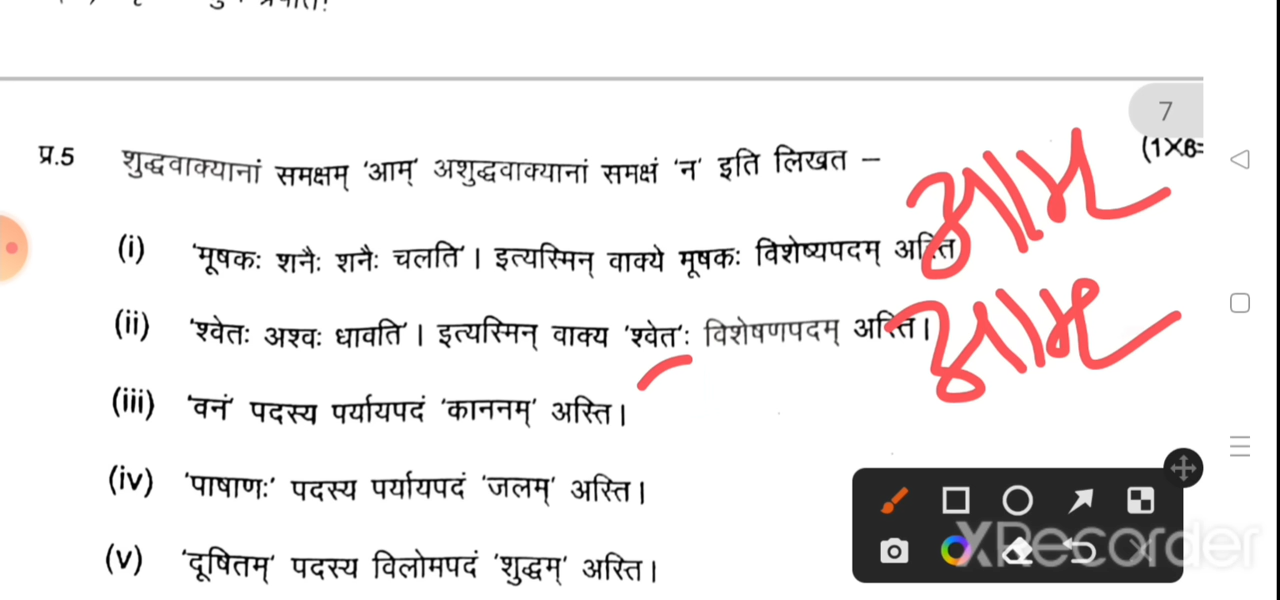 7
प्र.5 शुद्धवाक्यानां समक्षम् 'आम्' अशुद्धवाक्यानां समक्षं 'न' इति लिखत – (1×6=
आम्
(i) 'मूषकः शनैः शनैः चलति' । इत्यस्मिन् वाक्ये मूषकः विशेष्यपदम् अस्ति
(ii) 'श्वेतः अश्वः धावति' । इत्यस्मिन् वाक्य 'श्वेत': विशेषणपदम् अस्ति।
आम्
(iii) 'वनं' पदस्य पर्यायपदं 'काननम्' अस्ति।
(iv) 'पाषाणः' पदस्य पर्यायपदं 'जलम्' अस्ति।
(v) 'दूषितम्' पदस्य विलोमपदं 'शुद्धम्' अस्ति।
XRecorder